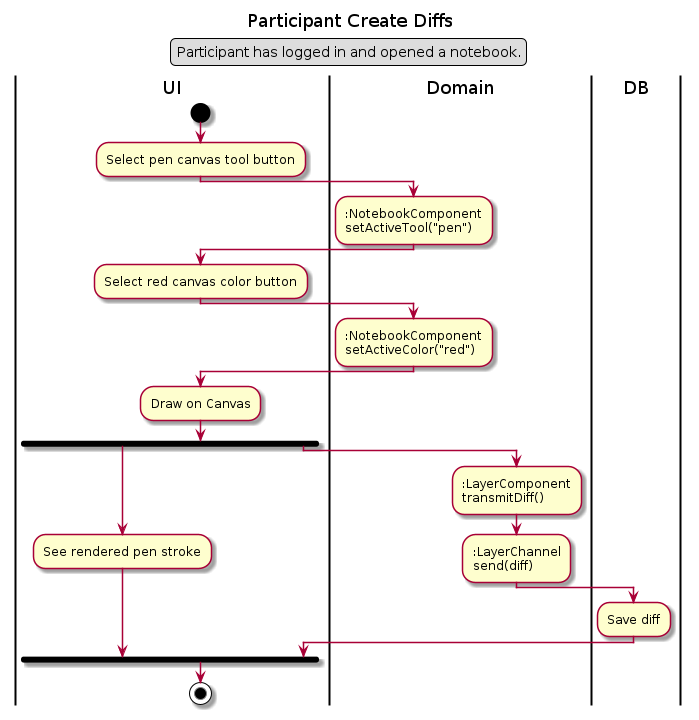 Participant Create Diffs
Participant has logged in and opened a notebook.
UI
Domain
DB
Select pen canvas tool button
:NotebookComponent
setActiveTool("pen")
Select red canvas color button
:NotebookComponent
setActiveColor("red")
Draw on Canvas
:LayerComponent
transmitDiff()
See rendered pen stroke
:LayerChannel
send(diff)
Save diff